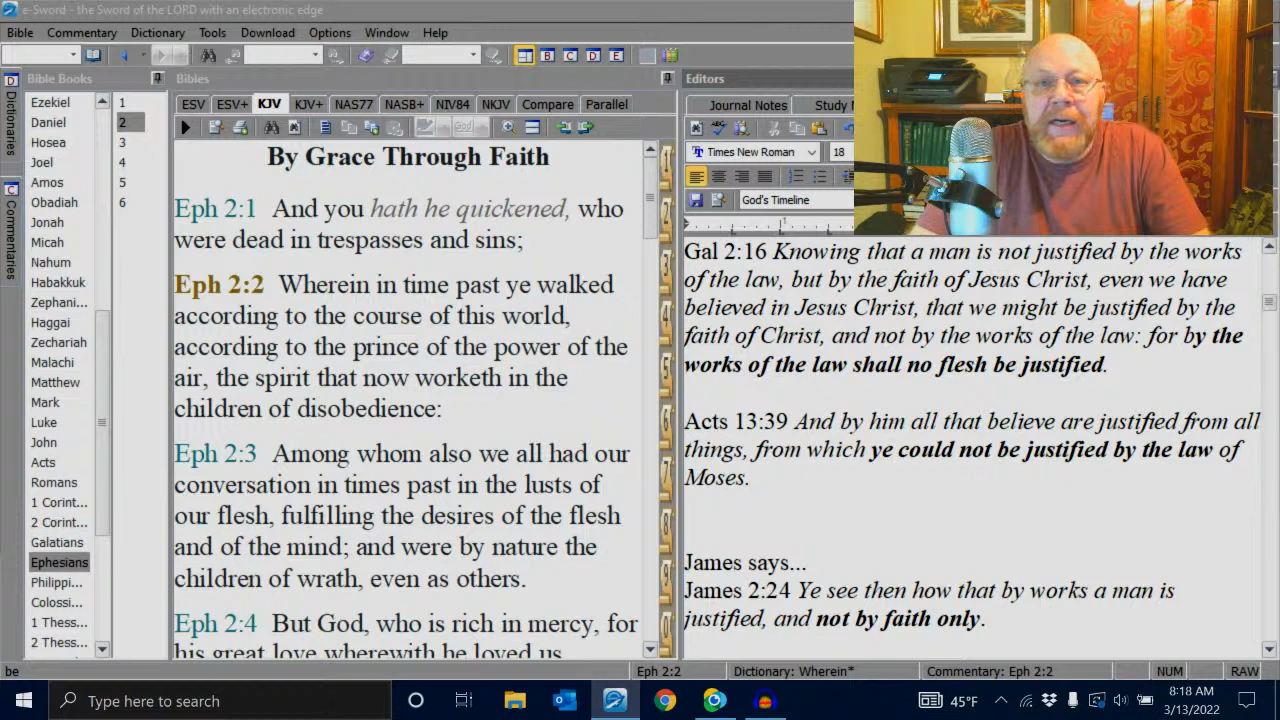 e-Sword - the Sword of the LORD with an electronic edge
Bible Commentary Dictionary Tools Download Options Window Help
Bible Books
Bibles
Editors
Dictionaries
Commentaries
Ezekiel
Daniel
Hosea
Joel
Amos
Obadiah
Jonah
Micah
Nahum
Habakkuk
Zephani...
Haggai
Zechariah
Malachi
Matthew
Mark
Luke
John
Acts
Romans
1 Corint...
2 Corint...
Galatians
Ephesians
Philippi...
Colossi...
1 Thess...
2 Thess...
1
2
3
4
5
6
ESV ESV+ KJV KJV+ NAS77 NASB+ NIV84 NKJV Compare Parallel
By Grace Through Faith
Eph 2:1 And you hath he quickened, who
were dead in trespasses and sins;
Eph 2:2 Wherein in time past ye walked
according to the course of this world,
according to the prince of the power of the
air, the spirit that now worketh in the
children of disobedience:
Eph 2:3 Among whom also we all had our
conversation in times past in the lusts of
our flesh, fulfilling the desires of the flesh
and of the mind; and were by nature the
children of wrath, even as others.
Eph 2:4 But God, who is rich in mercy, for
his great love wherewith he loved us
Journal Notes Study
Times New Roman 18
God's Timeline
Gal 2:16 Knowing that a man is not justified by the works
of the law, but by the faith of Jesus Christ, even we have
believed in Jesus Christ, that we might be justified by the
faith of Christ, and not by the works of the law: for by the
works of the law shall no flesh be justified.
Acts 13:39 And by him all that believe are justified from all
things, from which ye could not be justified by the law of
Moses.
James says...
James 2:24 Ye see then how that by works a man is
justified, and not by faith only.
be
Eph 2:2
Dictionary: Wherein*
Commentary: Eph 2:2
NUM
RAW
Type here to search
45°F
8:18 AM
3/13/2022